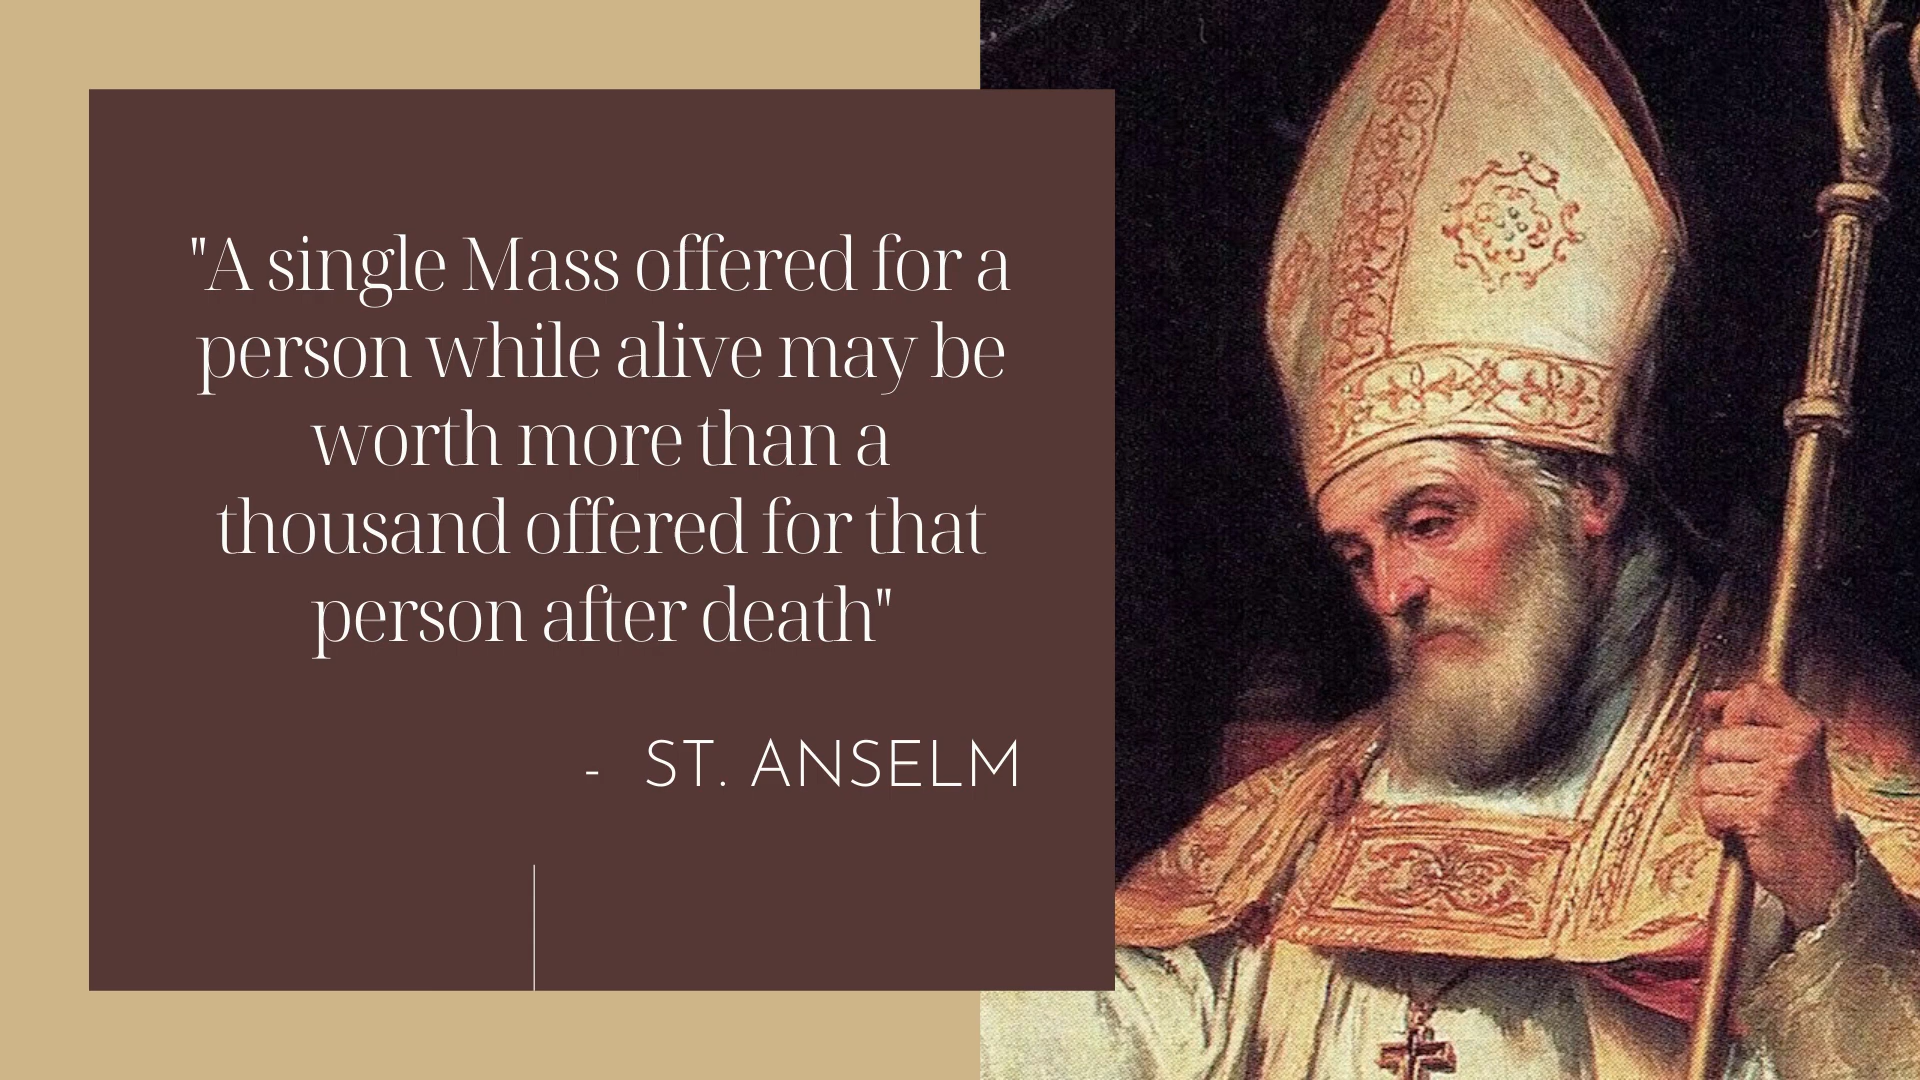 "A single Mass offered for a
person while alive may be
worth more than a
thousand offered for that
person after death"
- ST. ANSELM